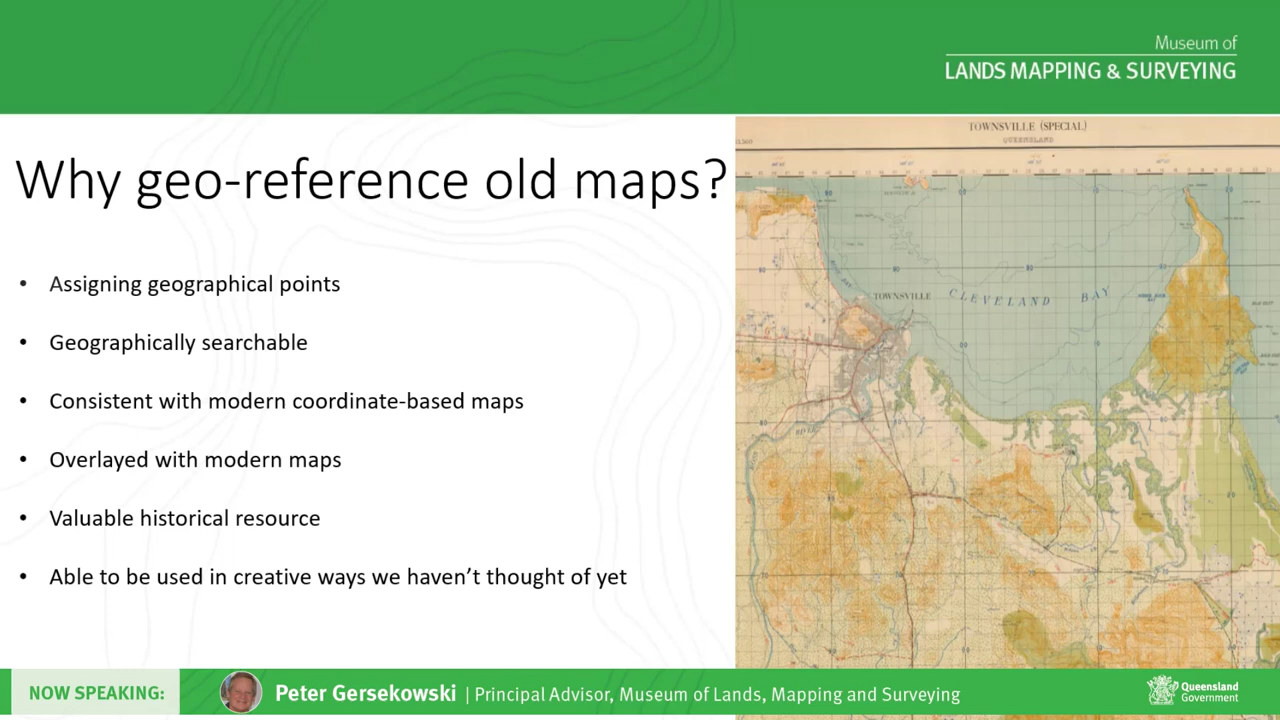 Museum of
LANDS MAPPING & SURVEYING
Why geo-reference old maps?
• Assigning geographical points
• Geographically searchable
• Consistent with modern coordinate-based maps
• Overlayed with modern maps
• Valuable historical resource
• Able to be used in creative ways we haven't thought of yet
TOWNSVILLE (SPECIAL)
QUEENSLAND
TOWNSVILLE
CLEVELAND BAY
RIVER
NOW SPEAKING:
Peter Gersekowski | Principal Advisor, Museum of Lands, Mapping and Surveying
Queensland
Government